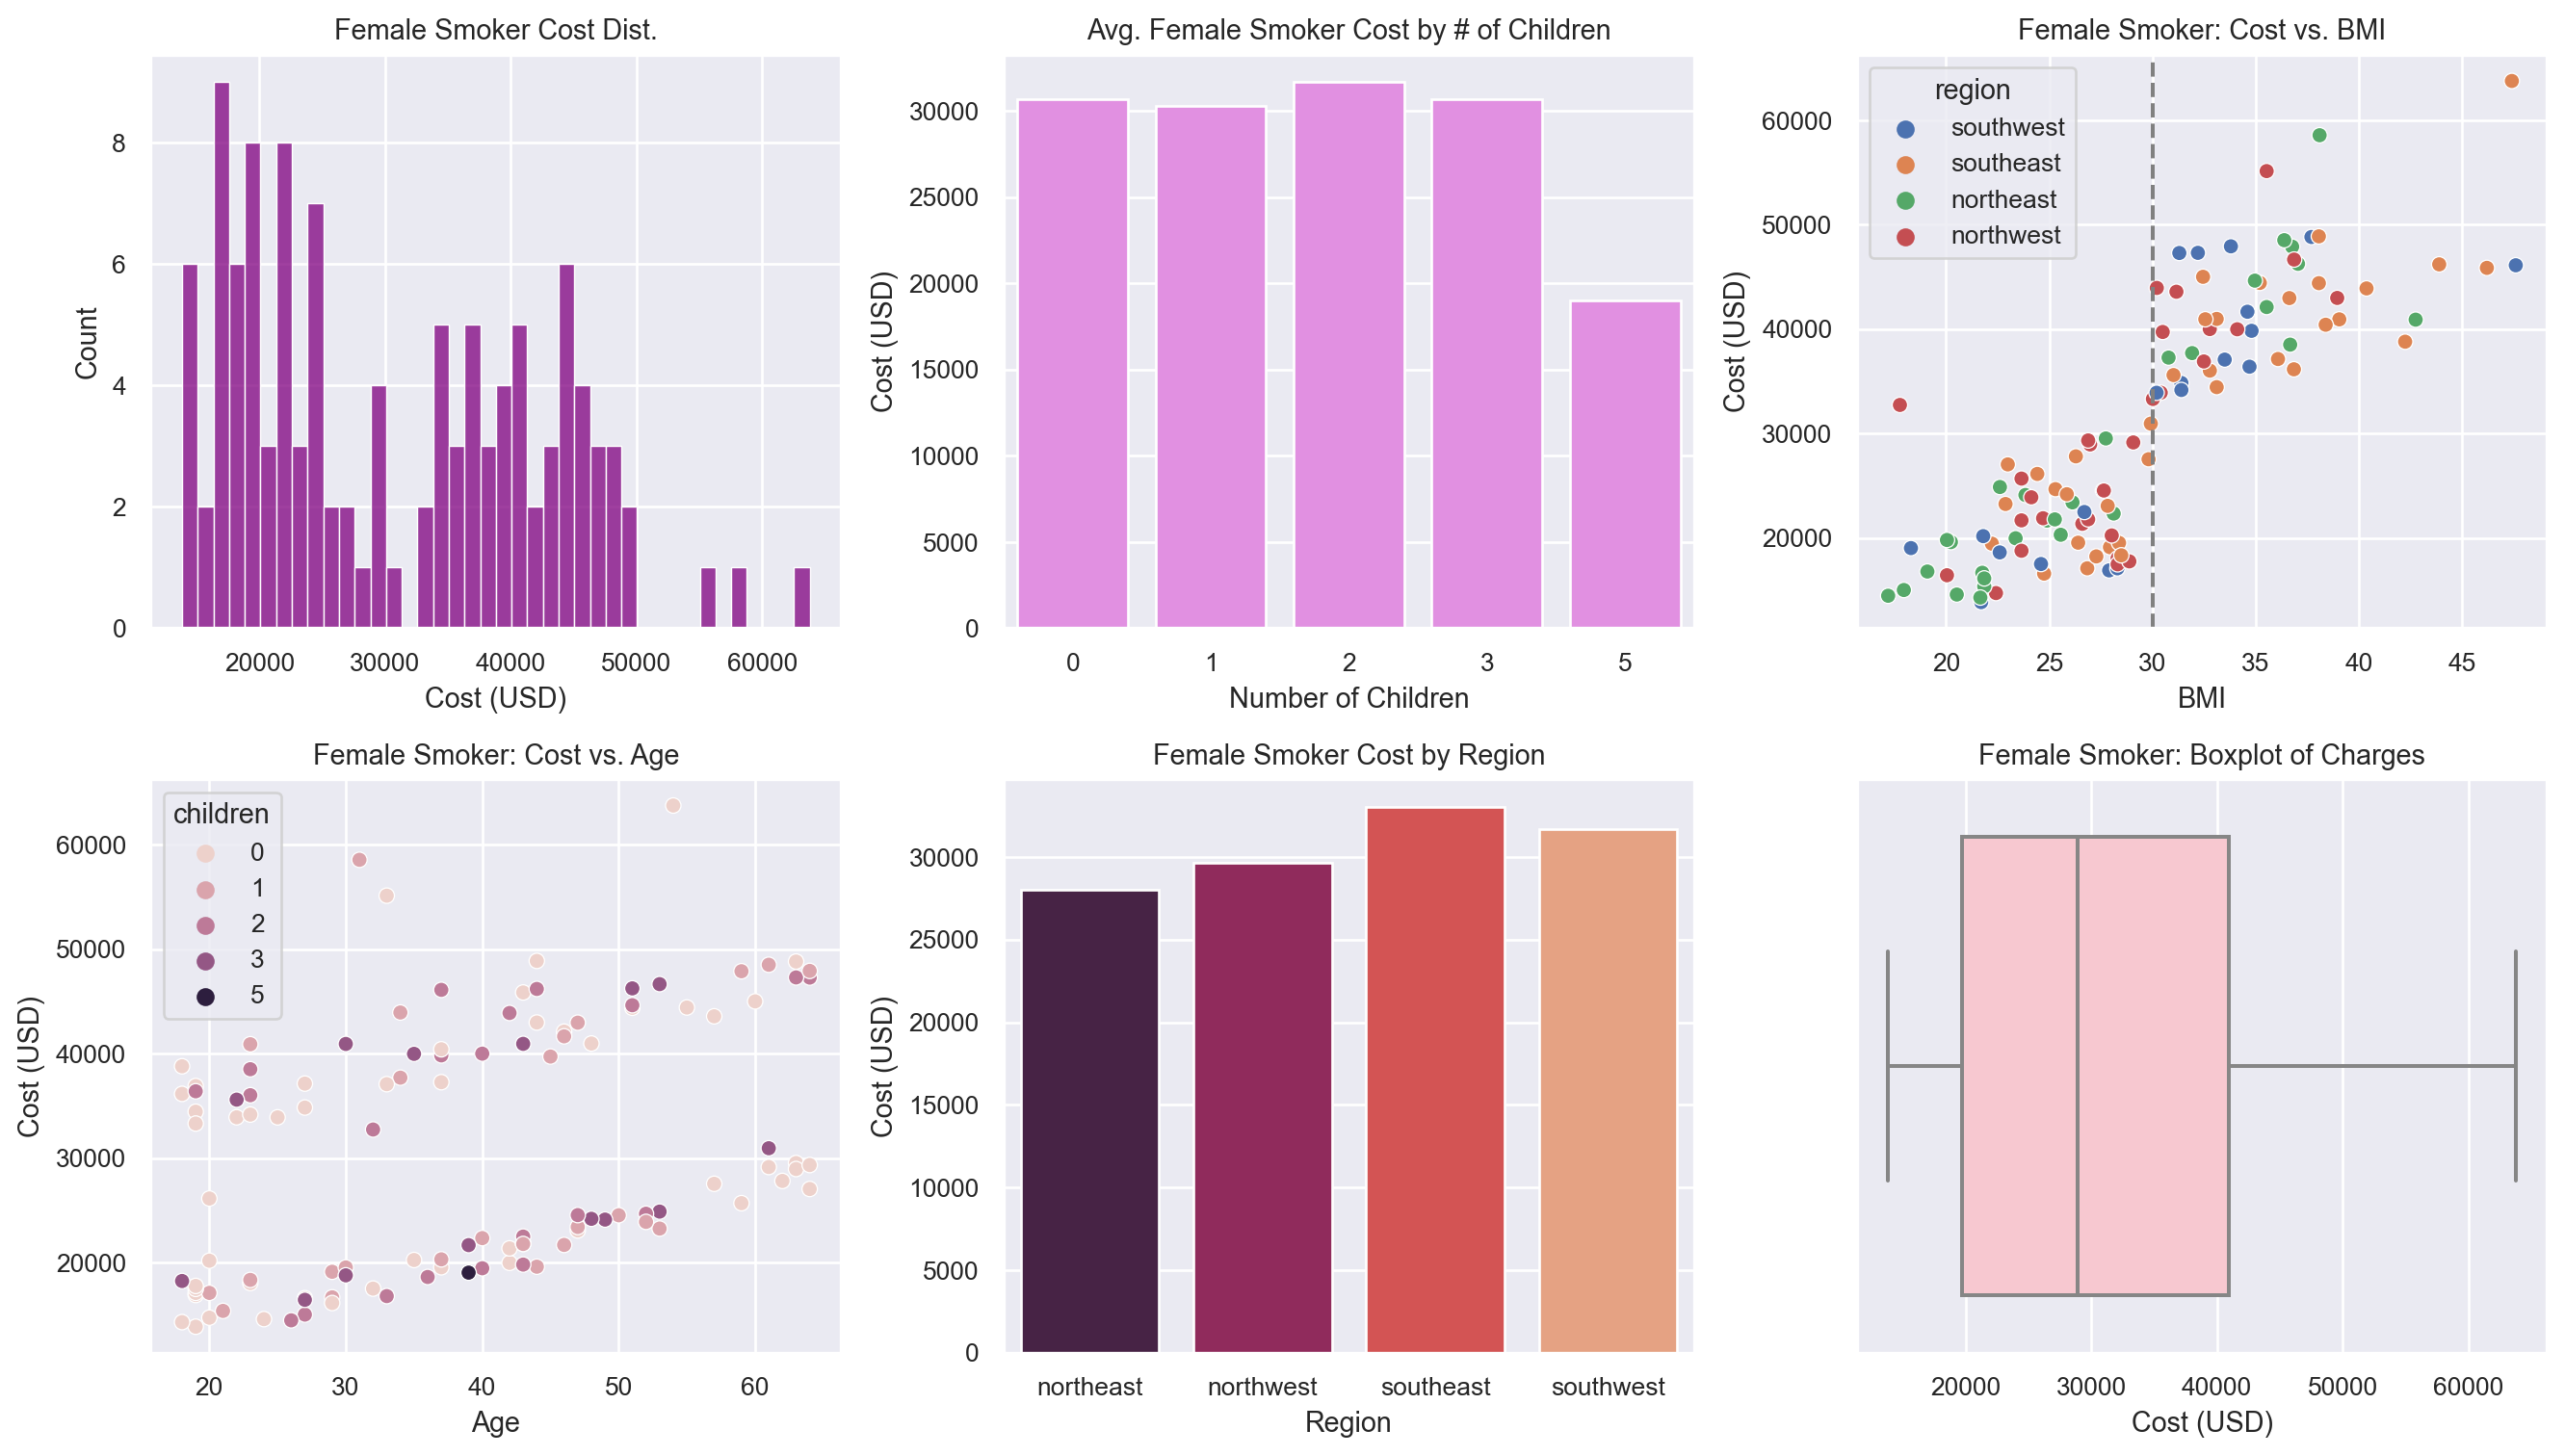 Female Smoker Cost Dist.
8
6
4
2
0
Count
20000 30000 40000 50000 60000
Cost (USD)
Avg. Female Smoker Cost by # of Children
30000
25000
20000
15000
10000
5000
0
Cost (USD)
0 1 2 3 5
Number of Children
Female Smoker: Cost vs. BMI
region
southwest
southeast
northeast
northwest
60000
50000
40000
30000
20000
Cost (USD)
20 25 30 35 40 45
BMI
Female Smoker: Cost vs. Age
children
0
1
2
3
5
60000
50000
40000
30000
20000
Cost (USD)
20 30 40 50 60
Age
Female Smoker Cost by Region
30000
25000
20000
15000
10000
5000
0
Cost (USD)
northeast northwest southeast southwest
Region
Female Smoker: Boxplot of Charges
20000 30000 40000 50000 60000
Cost (USD)